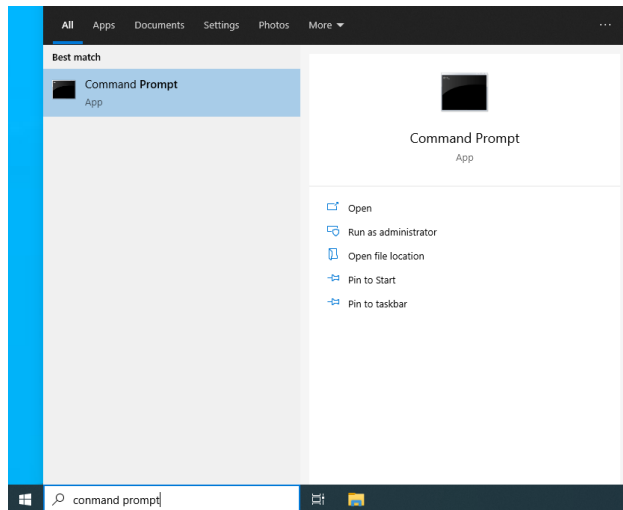 All Apps Documents Settings Photos More ...
Best match
Command Prompt
App
Command Prompt
App
Open
Run as administrator
Open file location
Pin to Start
Pin to taskbar
conmand prompt